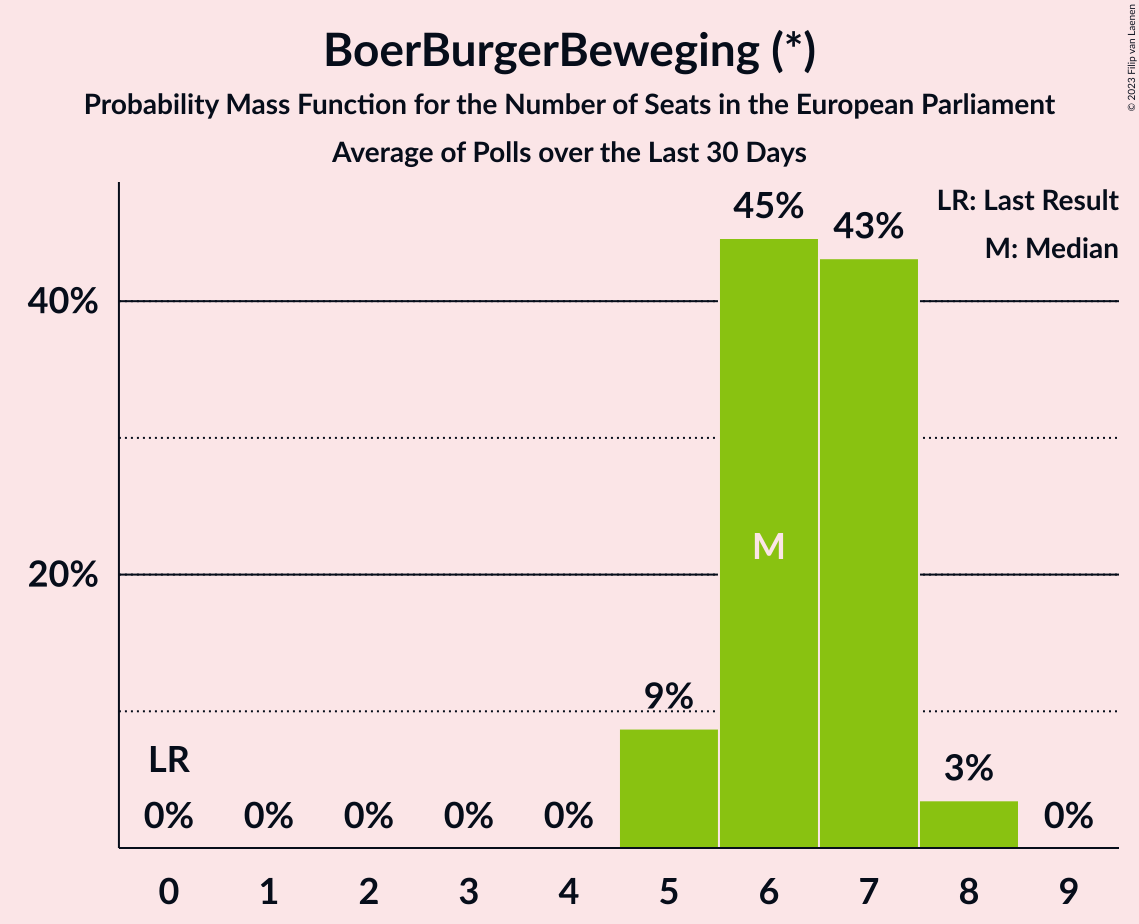 BoerBurgerBeweging (*)
Probability Mass Function for the Number of Seats in the European Parliament
Average of Polls over the Last 30 Days
© 2023 Filip van Laenen
LR: Last Result
M: Median
45%
43%
40%
M
20%
9%
LR
3%
0%
0%
0%
0%
0%
0%
0
1
2
3
4
5
6
7
8
9